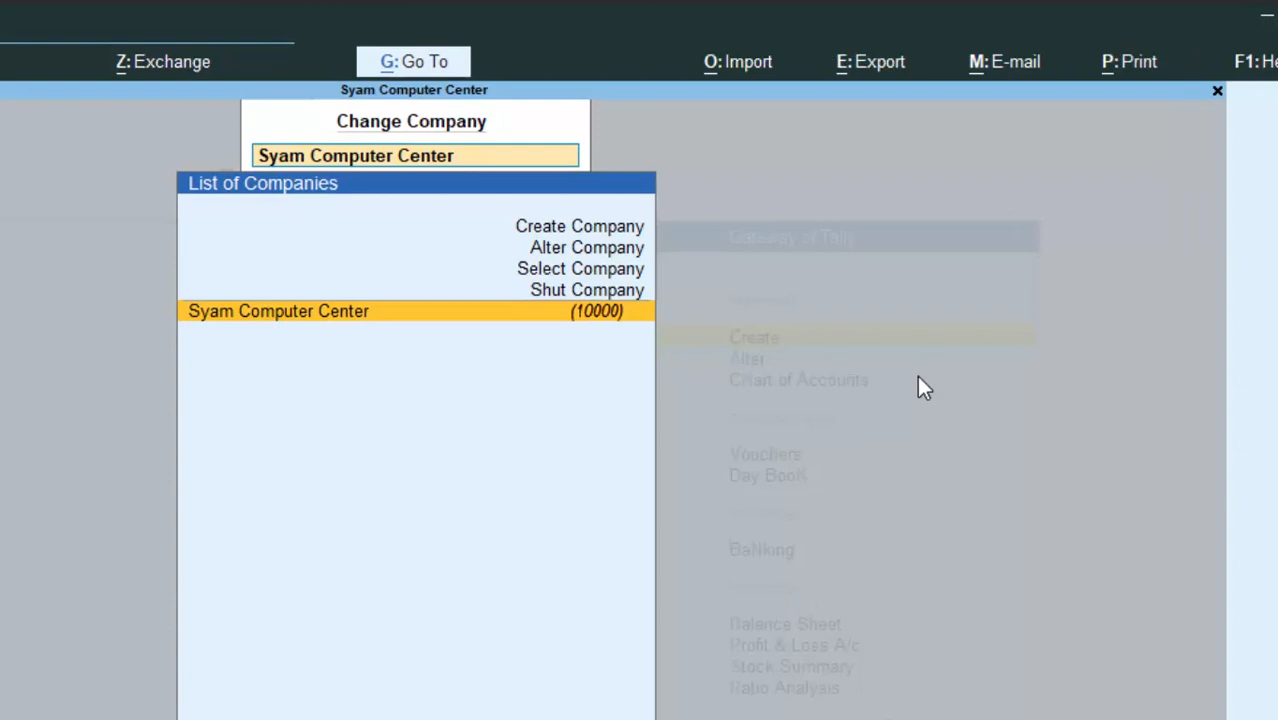 Z: Exchange
G: Go To
O: Import
E: Export
M: E-mail
P: Print
F1: He
Syam Computer Center
Change Company
Syam Computer Center
List of Companies
Create Company
Alter Company
Select Company
Shut Company
Syam Computer Center (10000)
Gateway of Tally
Create
Alter
Chart of Accounts
Vouchers
Day Book
BaNking
Balance Sheet
Profit & Loss A/c
Stock Summary
Ratio Analysis